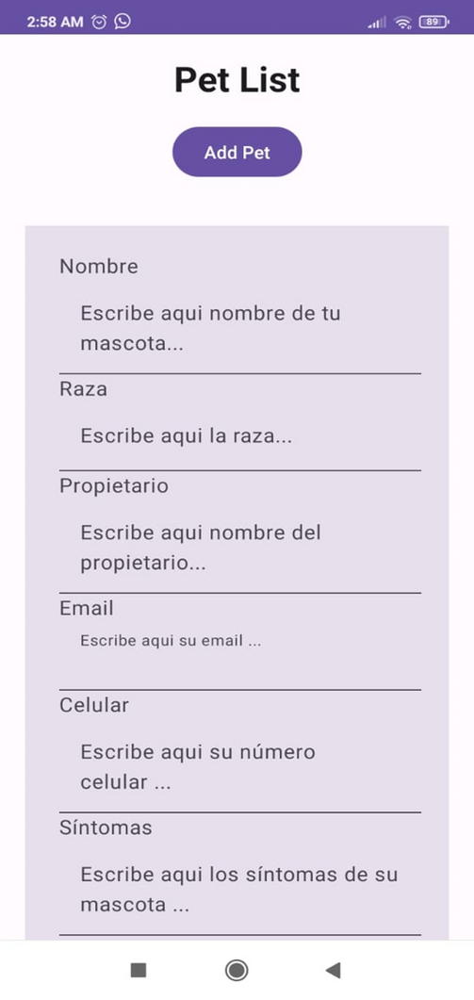 2:58 AM
89
Pet List
Add Pet
Nombre
Escribe aqui nombre de tu
mascota...
Raza
Escribe aqui la raza...
Propietario
Escribe aqui nombre del
propietario...
Email
Escribe aqui su email ...
Celular
Escribe aqui su número
celular ...
Síntomas
Escribe aqui los síntomas de su
mascota ...